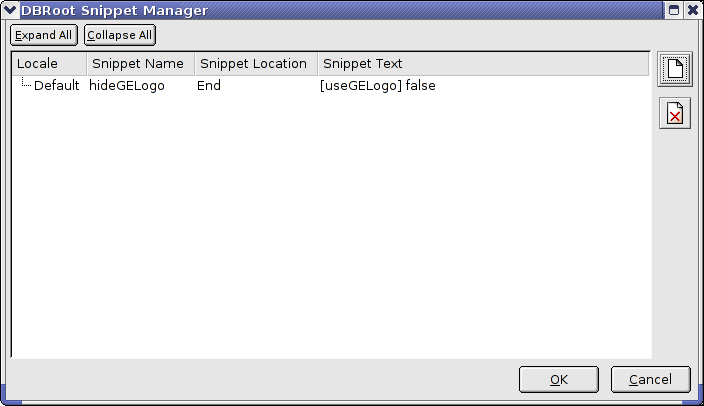 DBRoot Snippet Manager
Expand All Collapse All
Locale Snippet Name Snippet Location Snippet Text
Default hideGELogo End [useGELogo] false
OK Cancel